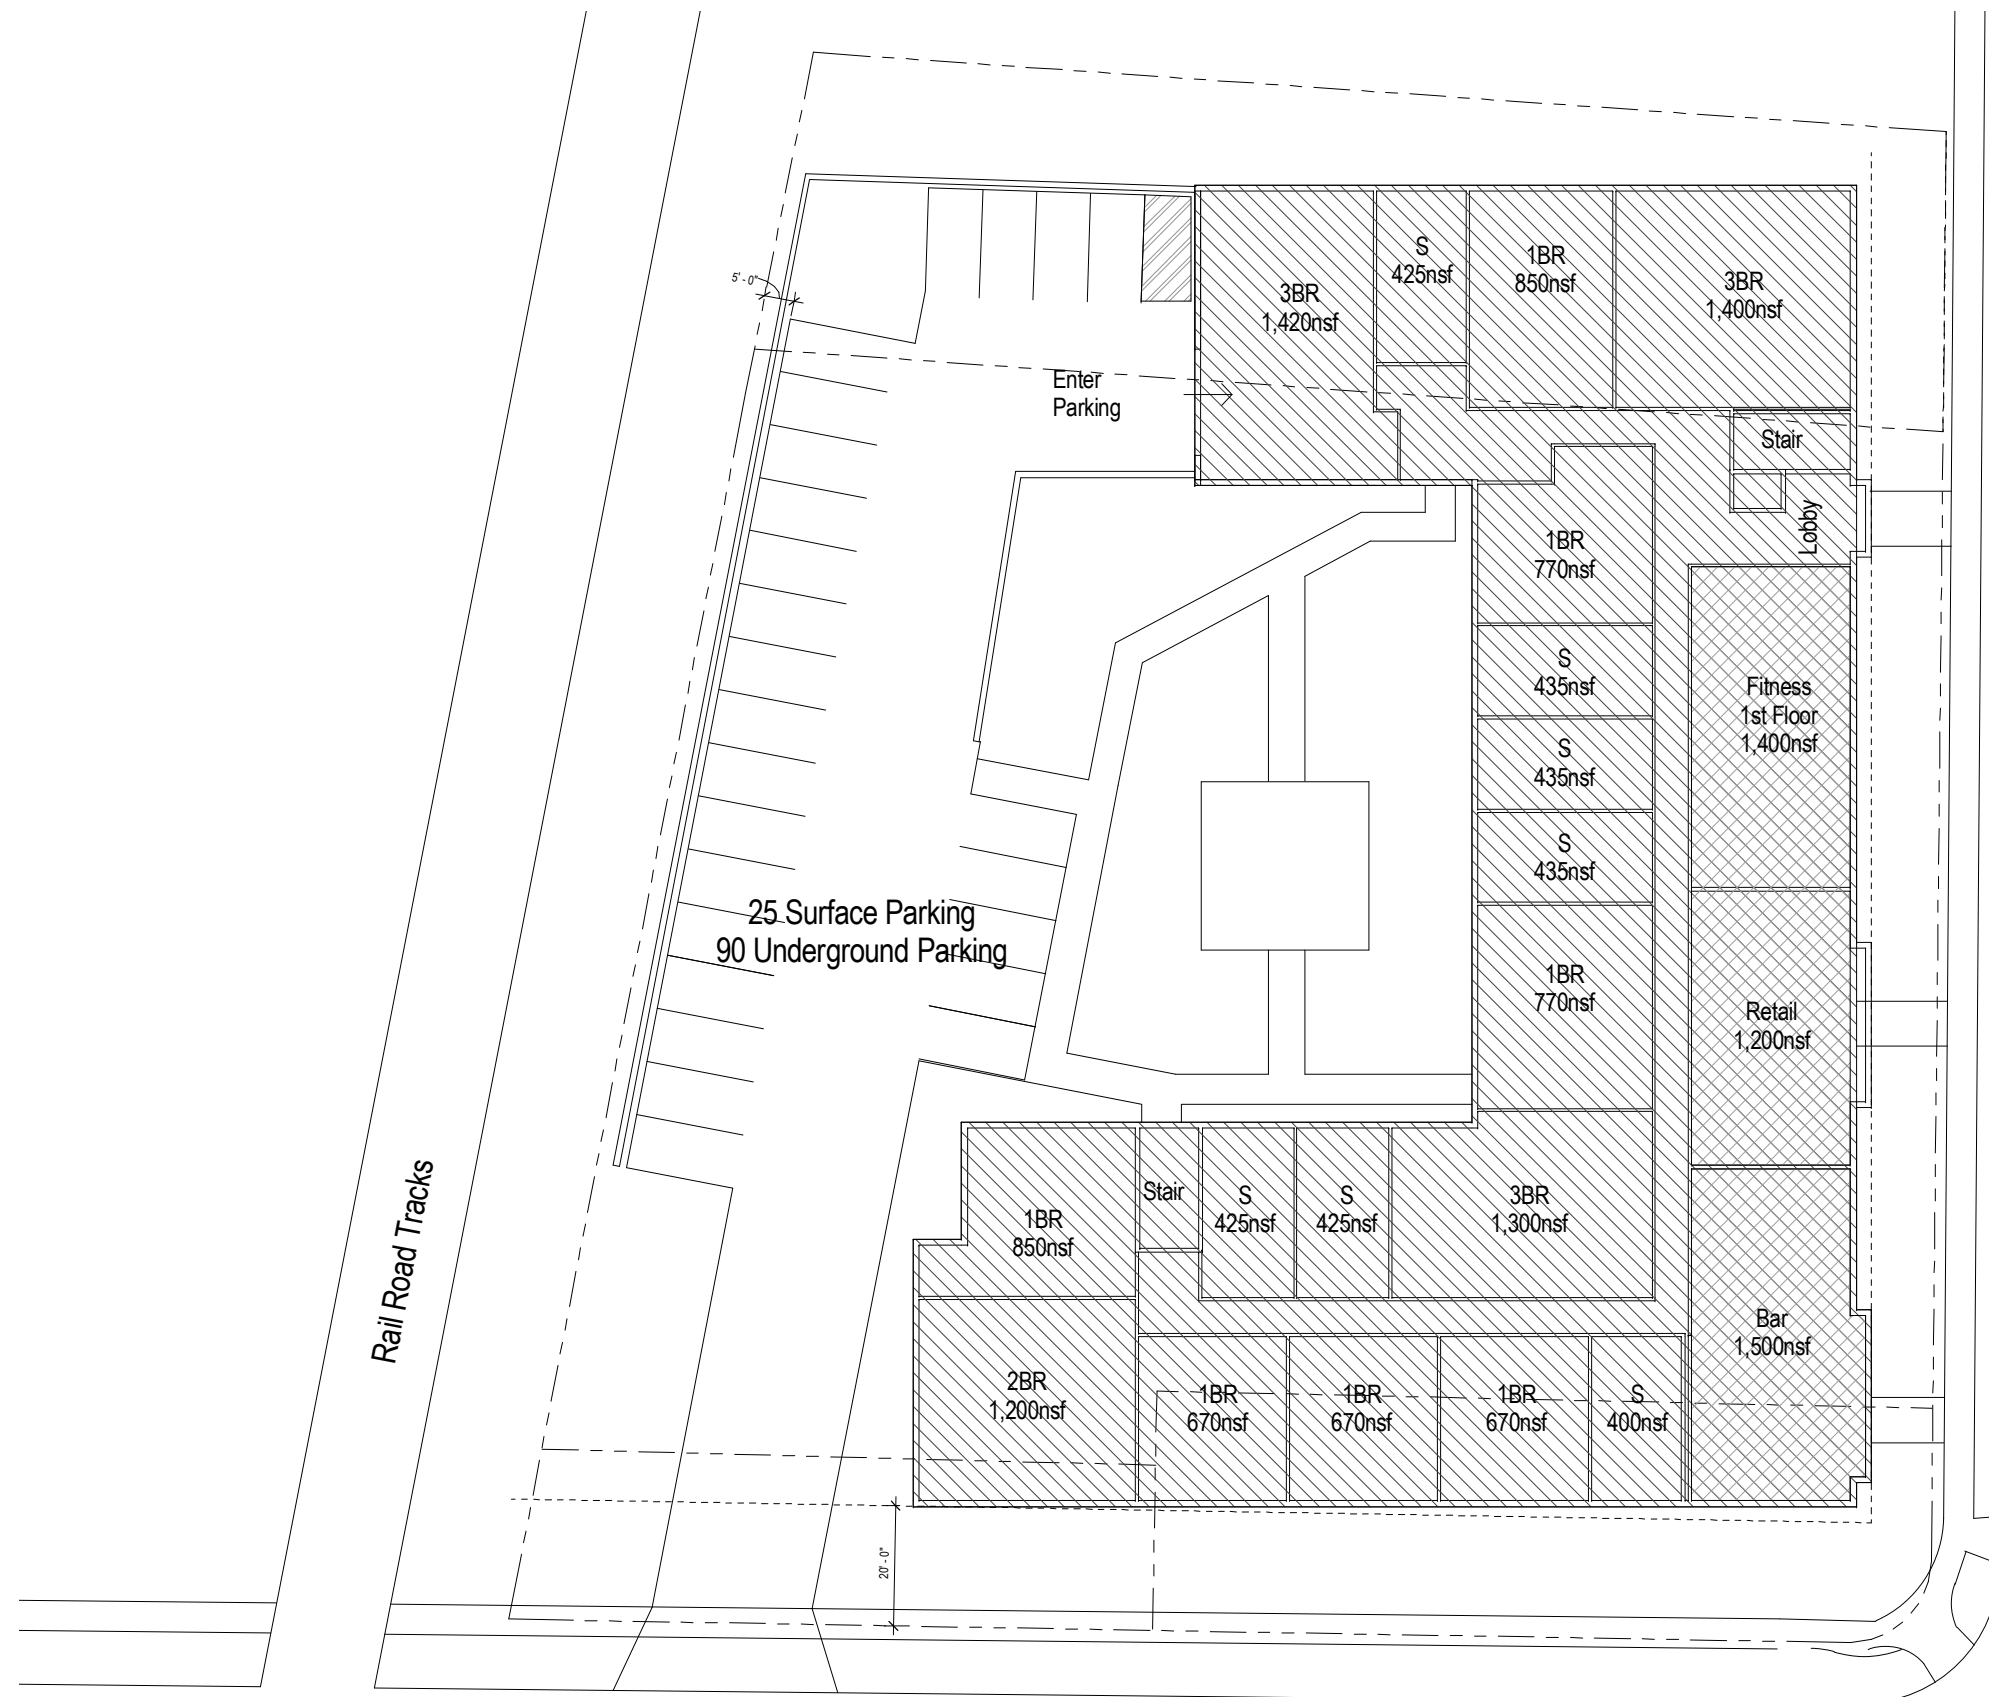 5' - 0"
Enter
Parking
3BR
1,420nsf
S
425nsf
1BR
850nsf
3BR
1,400nsf
Stair
Lobby
1BR
770nsf
S
435nsf
S
435nsf
S
435nsf
1BR
770nsf
Fitness
1st Floor
1,400nsf
Retail
1,200nsf
Bar
1,500nsf
25 Surface Parking
90 Underground Parking
Rail Road Tracks
1BR
850nsf
Stair
S
425nsf
S
425nsf
3BR
1,300nsf
2BR
1,200nsf
1BR
670nsf
1BR
670nsf
1BR
670nsf
S
400nsf
20' - 0"